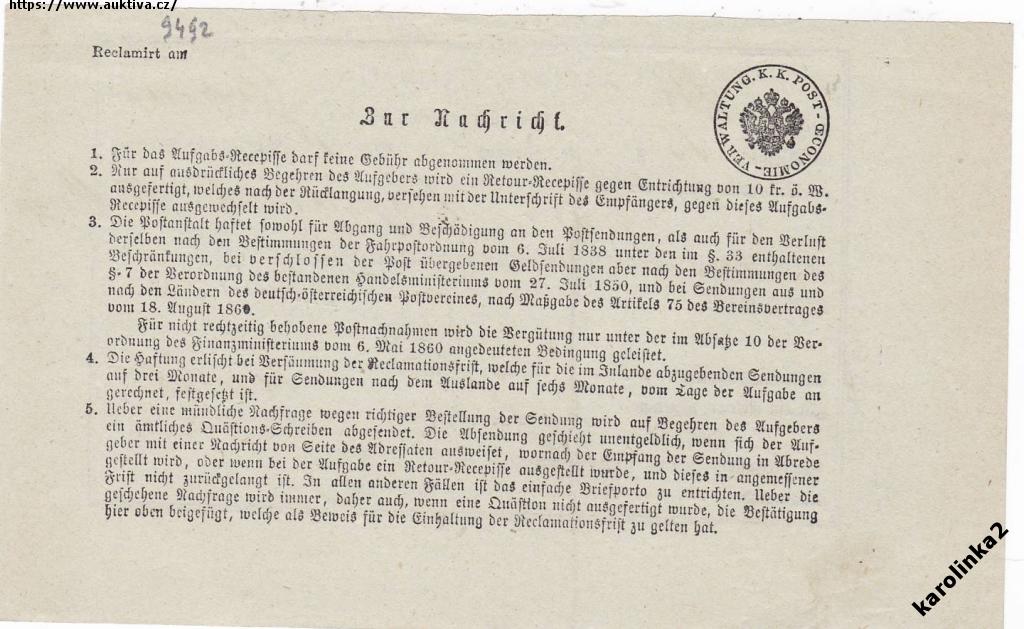 https://www.auktiva.cz/
9492
Reclamirt am
VERWALTUNG. K. K. POST-ŒCONOMIE-
Zur Nachricht.
1. Für das Aufgabs-Recepisse darf keine Gebühr abgenommen werden.
2. Nur auf ausdrückliches Begehren des Aufgebers wird ein Retour-Recepisse gegen Entrichtung von 10 kr. ö. W.
ausgefertigt, welches nach der Rücklangung, versehen mit der Unterschrift des Empfängers, gegen dieses Aufgabs-
Recepisse ausgewechselt wird.
3. Die Postanstalt haftet sowohl für Abgang und Beschädigung an den Postsendungen, als auch für den Verlust
derselben nach den Bestimmungen der Fahrpostordnung vom 6. Juli 1838 unter den im §. 33 enthaltenen
Beschränkungen, bei verschlossen der Post übergebenen Geldsendungen aber nach den Bestimmungen des
§. 7 der Verordnung des bestandenen Handelsministeriums vom 27. Juli 1850, und bei Sendungen aus und
nach den Ländern des deutsch-österreichischen Postvereines, nach Maßgabe des Artikels 75 des Vereinsvertrages
vom 18. August 1860.
Für nicht rechtzeitig behobene Postnachnahmen wird die Vergütung nur unter der im Absatze 10 der Ver-
ordnung des Finanzministeriums vom 6. Mai 1860 angedeuteten Bedingung geleistet.
4. Die Haftung erlischt bei Versäumung der Reclamationsfrist, welche für die im Inlande abzugebenden Sendungen
auf drei Monate, und für Sendungen nach dem Auslande auf sechs Monate, vom Tage der Aufgabe an
gerechnet, festgesetzt ist.
5. Ueber eine mündliche Nachfrage wegen richtiger Bestellung der Sendung wird auf Begehren des Aufgebers
ein ämtliches Quästions-Schreiben abgesendet. Die Absendung geschieht unentgeldlich, wenn sich der Auf-
geber mit einer Nachricht von Seite des Adressaten ausweiset, wornach der Empfang der Sendung in Abrede
gestellt wird, oder wenn bei der Aufgabe ein Retour-Recepisse ausgestellt wurde, und dieses in angemessener
Frist nicht zurückgelangt ist. In allen anderen Fällen ist das einfache Briefporto zu entrichten. Ueber die
geschehene Nachfrage wird immer, daher auch, wenn eine Quästion nicht ausgefertigt wurde, die Bestätigung
hier oben beigefügt, welche als Beweis für die Einhaltung der Reclamationsfrist zu gelten hat.
karolinka2